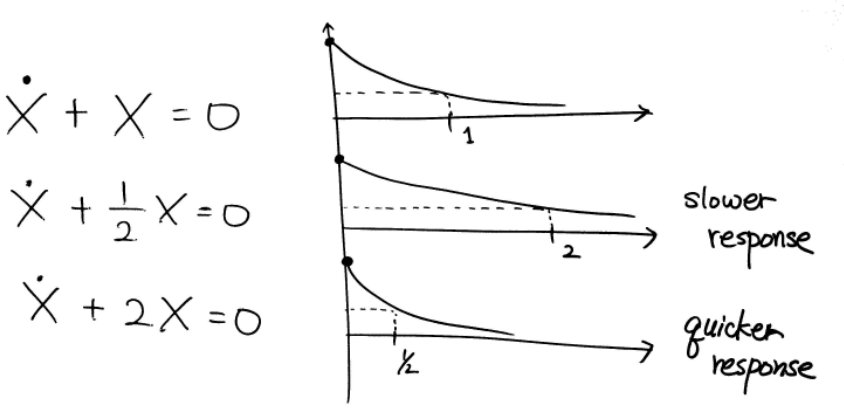 Ẋ + X = 0
1
Ẋ + 1/2 X = 0
2
slower
response
Ẋ + 2X = 0
1/2
quicker
response